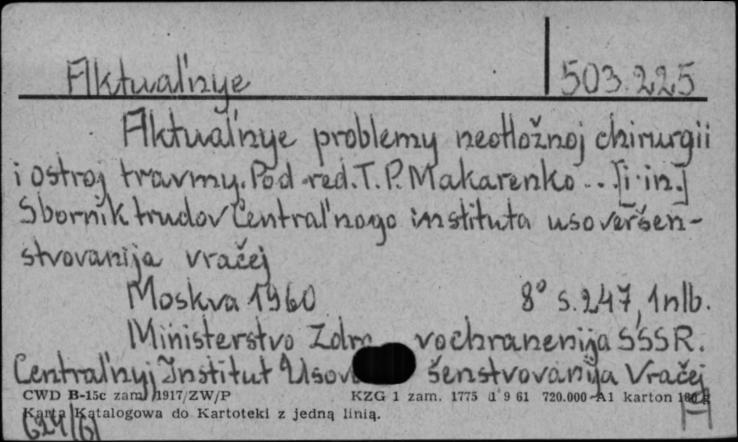 Aktual'nye 503.225
Aktual'nye problemy neotložnoj chirurgii
i ostroj travmy. Pod red. T. P. Makarenko ... [i in.]
Sbornik trudov Central'nogo instituta usoveršen-
stvovanija vračej
Moskva 1960 8° s. 247, 1 nlb.
Ministerstvo Zdra vochranenija SSSR.
Central'nyj Institut Usov šenstvovanija Vračej
CWD B-15c zam. 1917/ZW/P KZG 1 zam. 1775 d 9 61 720.000 A1 karton 180 g
Karta Katalogowa do Kartoteki z jedną linią.